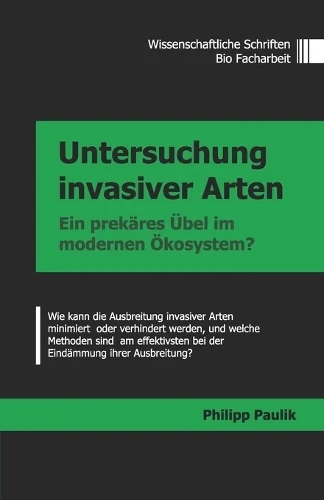 Wissenschaftliche Schriften
Bio Facharbeit
Untersuchung
invasiver Arten
Ein prekäres Übel im
modernen Ökosystem?
Wie kann die Ausbreitung invasiver Arten
minimiert oder verhindert werden, und welche
Methoden sind am effektivsten bei der
Eindämmung ihrer Ausbreitung?
Philipp Paulik